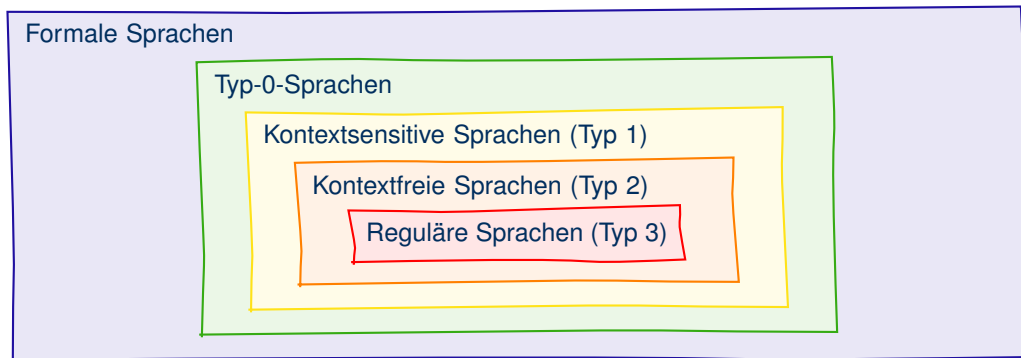 Formale Sprachen
Typ-0-Sprachen
Kontextsensitive Sprachen (Typ 1)
Kontextfreie Sprachen (Typ 2)
Reguläre Sprachen (Typ 3)